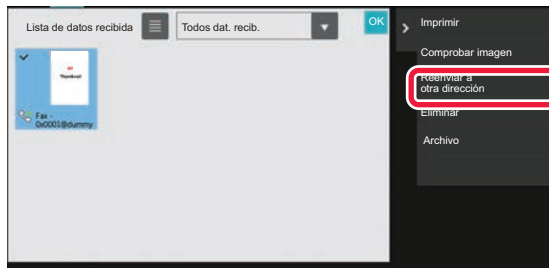 Lista de datos recibida
Todos dat. recib.
OK
Thumbnail
Fax -
0x0001@dummy
Imprimir
Comprobar imagen
Reenviar a
otra dirección
Eliminar
Archivo